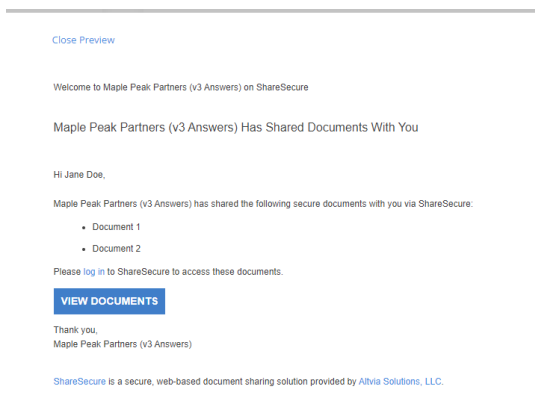 Close Preview
Welcome to Maple Peak Partners (v3 Answers) on ShareSecure
Maple Peak Partners (v3 Answers) Has Shared Documents With You
Hi Jane Doe,
Maple Peak Partners (v3 Answers) has shared the following secure documents with you via ShareSecure:
• Document 1
• Document 2
Please log in to ShareSecure to access these documents.
VIEW DOCUMENTS
Thank you,
Maple Peak Partners (v3 Answers)
ShareSecure is a secure, web-based document sharing solution provided by Altvia Solutions, LLC.